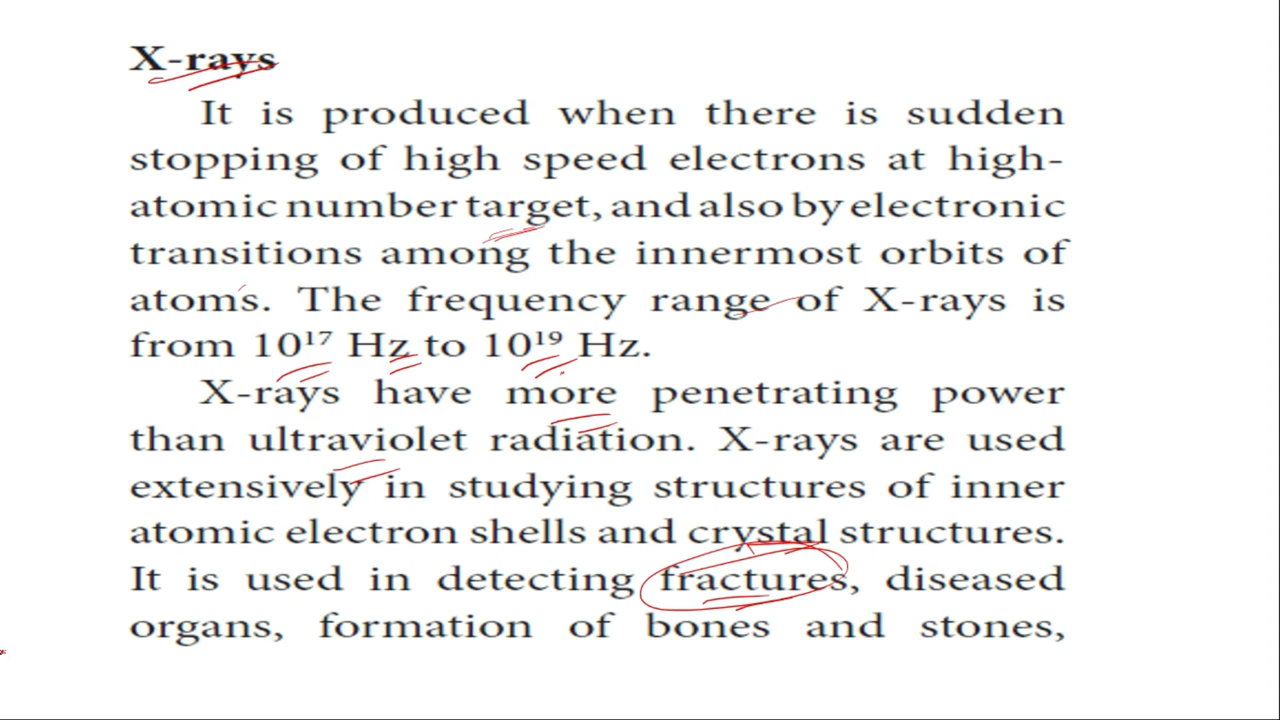 X-rays
It is produced when there is sudden
stopping of high speed electrons at high-
atomic number target, and also by electronic
transitions among the innermost orbits of
atoms. The frequency range of X-rays is
from 10¹⁷ Hz to 10¹⁹ Hz.
X-rays have more penetrating power
than ultraviolet radiation. X-rays are used
extensively in studying structures of inner
atomic electron shells and crystal structures.
It is used in detecting fractures, diseased
organs, formation of bones and stones,